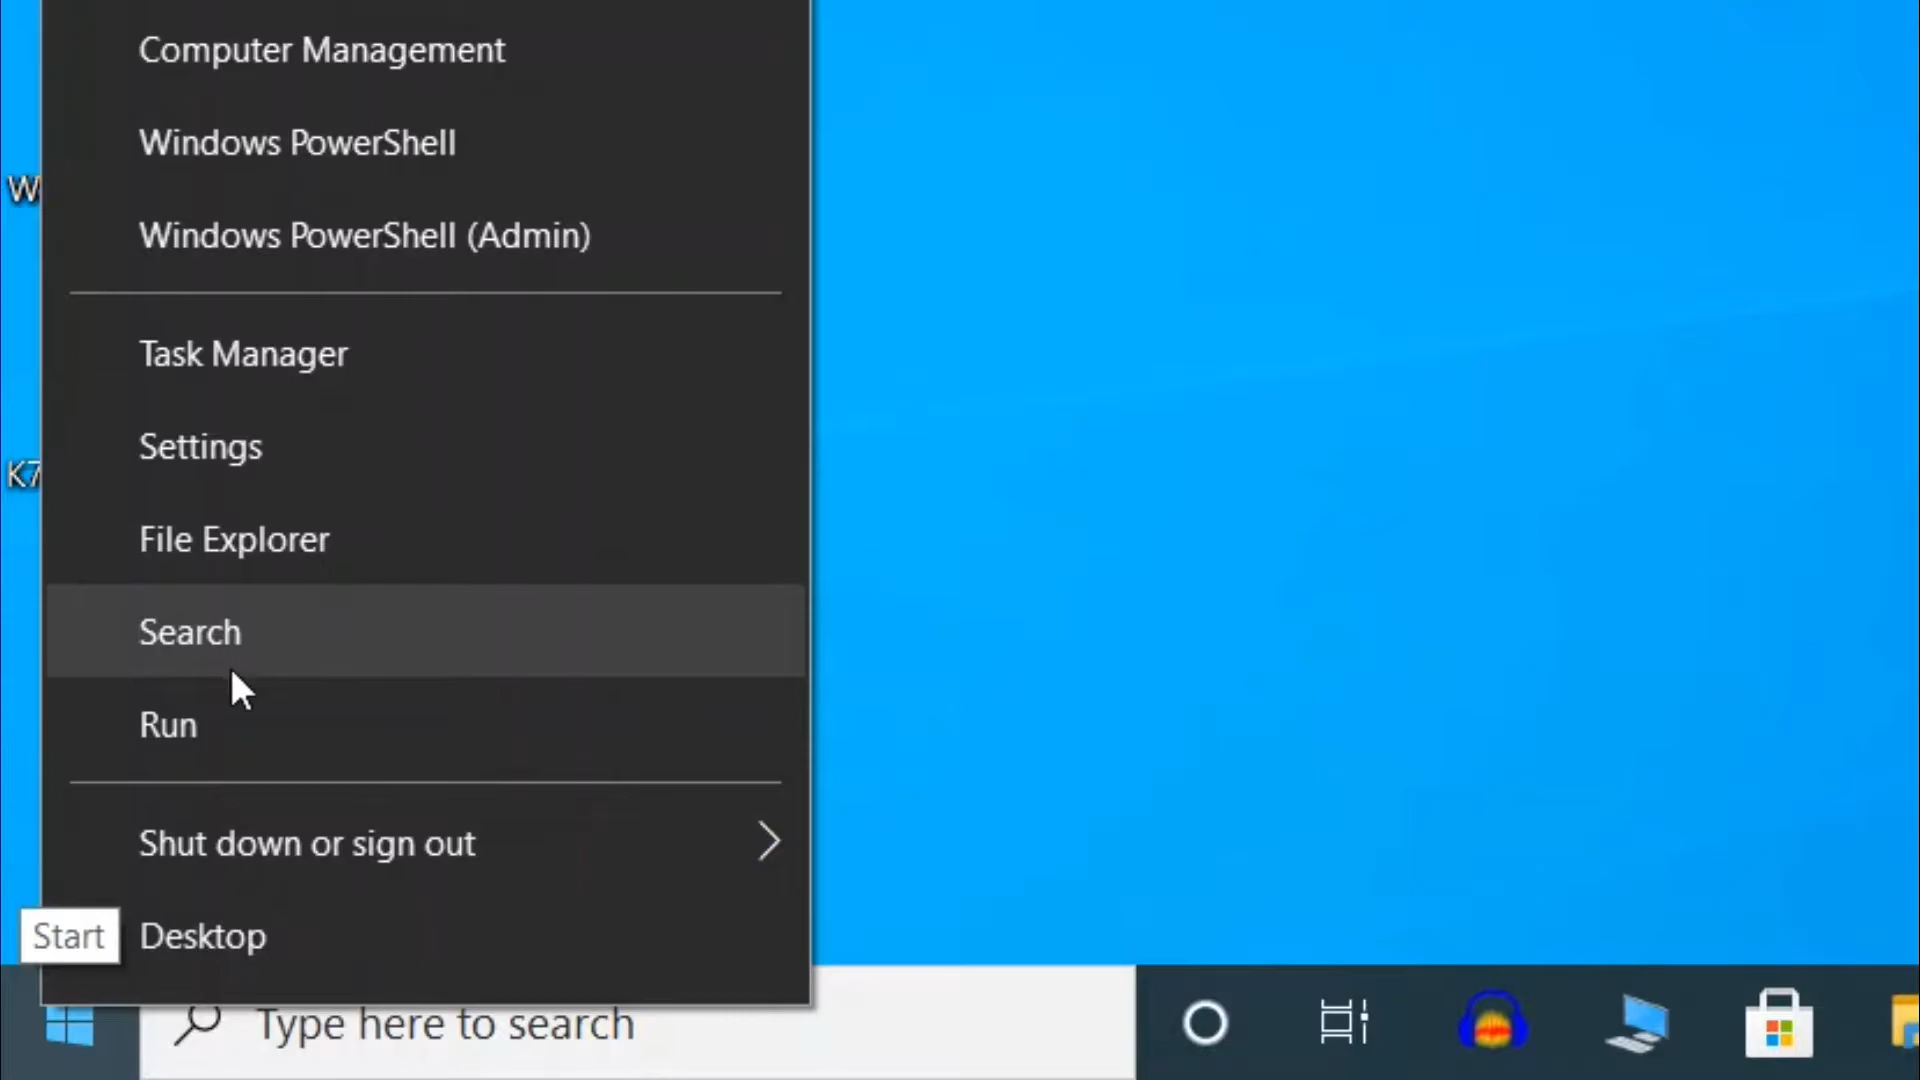 Computer Management
Windows PowerShell
W
Windows PowerShell (Admin)
Task Manager
Settings
K7
File Explorer
Search
Run
Shut down or sign out
Start
Desktop
Type here to search